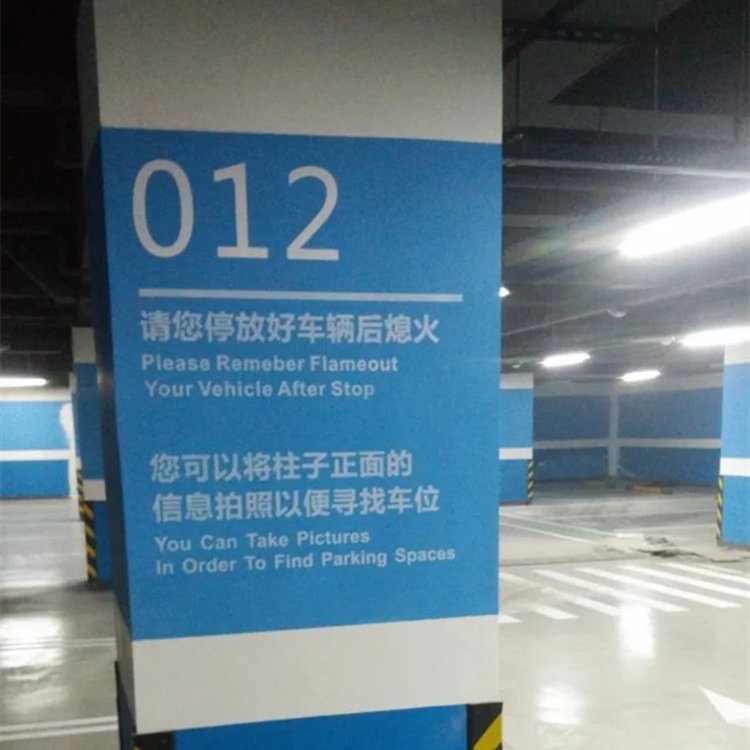 012
请您停放好车辆后熄火
Please Remeber Flameout
Your Vehicle After Stop
您可以将柱子正面的
信息拍照以便寻找车位
You Can Take Pictures
In Order To Find Parking Spaces